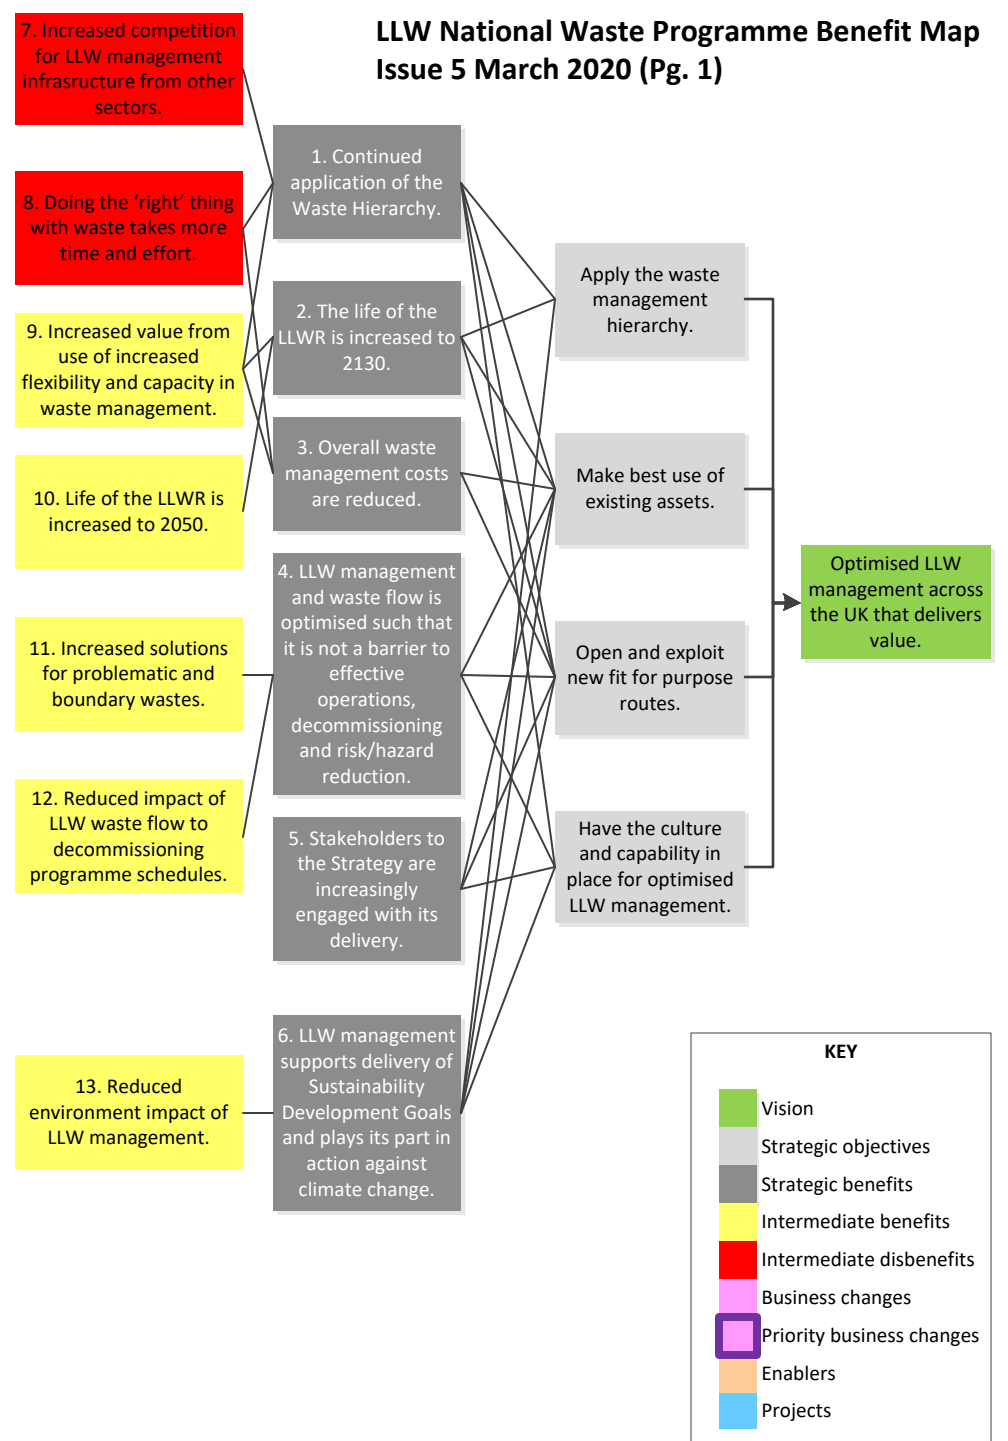 LLW National Waste Programme Benefit Map
Issue 5 March 2020 (Pg. 1)
7. Increased competition
for LLW management
infrasructure from other
sectors.
8. Doing the ‘right’ thing
with waste takes more
time and effort.
9. Increased value from
use of increased
flexibility and capacity in
waste management.
10. Life of the LLWR is
increased to 2050.
11. Increased solutions
for problematic and
boundary wastes.
12. Reduced impact of
LLW waste flow to
decommissioning
programme schedules.
13. Reduced
environment impact of
LLW management.
1. Continued
application of the
Waste Hierarchy.
2. The life of the
LLWR is increased to
2130.
3. Overall waste
management costs
are reduced.
4. LLW management
and waste flow is
optimised such that
it is not a barrier to
effective
operations,
decommissioning
and risk/hazard
reduction.
5. Stakeholders to
the Strategy are
increasingly
engaged with its
delivery.
6. LLW management
supports delivery of
Sustainability
Development Goals
and plays its part in
action against
climate change.
Apply the waste
management
hierarchy.
Make best use of
existing assets.
Open and exploit
new fit for purpose
routes.
Have the culture
and capability in
place for optimised
LLW management.
Optimised LLW
management across
the UK that delivers
value.
KEY
Vision
Strategic objectives
Strategic benefits
Intermediate benefits
Intermediate disbenefits
Business changes
Priority business changes
Enablers
Projects